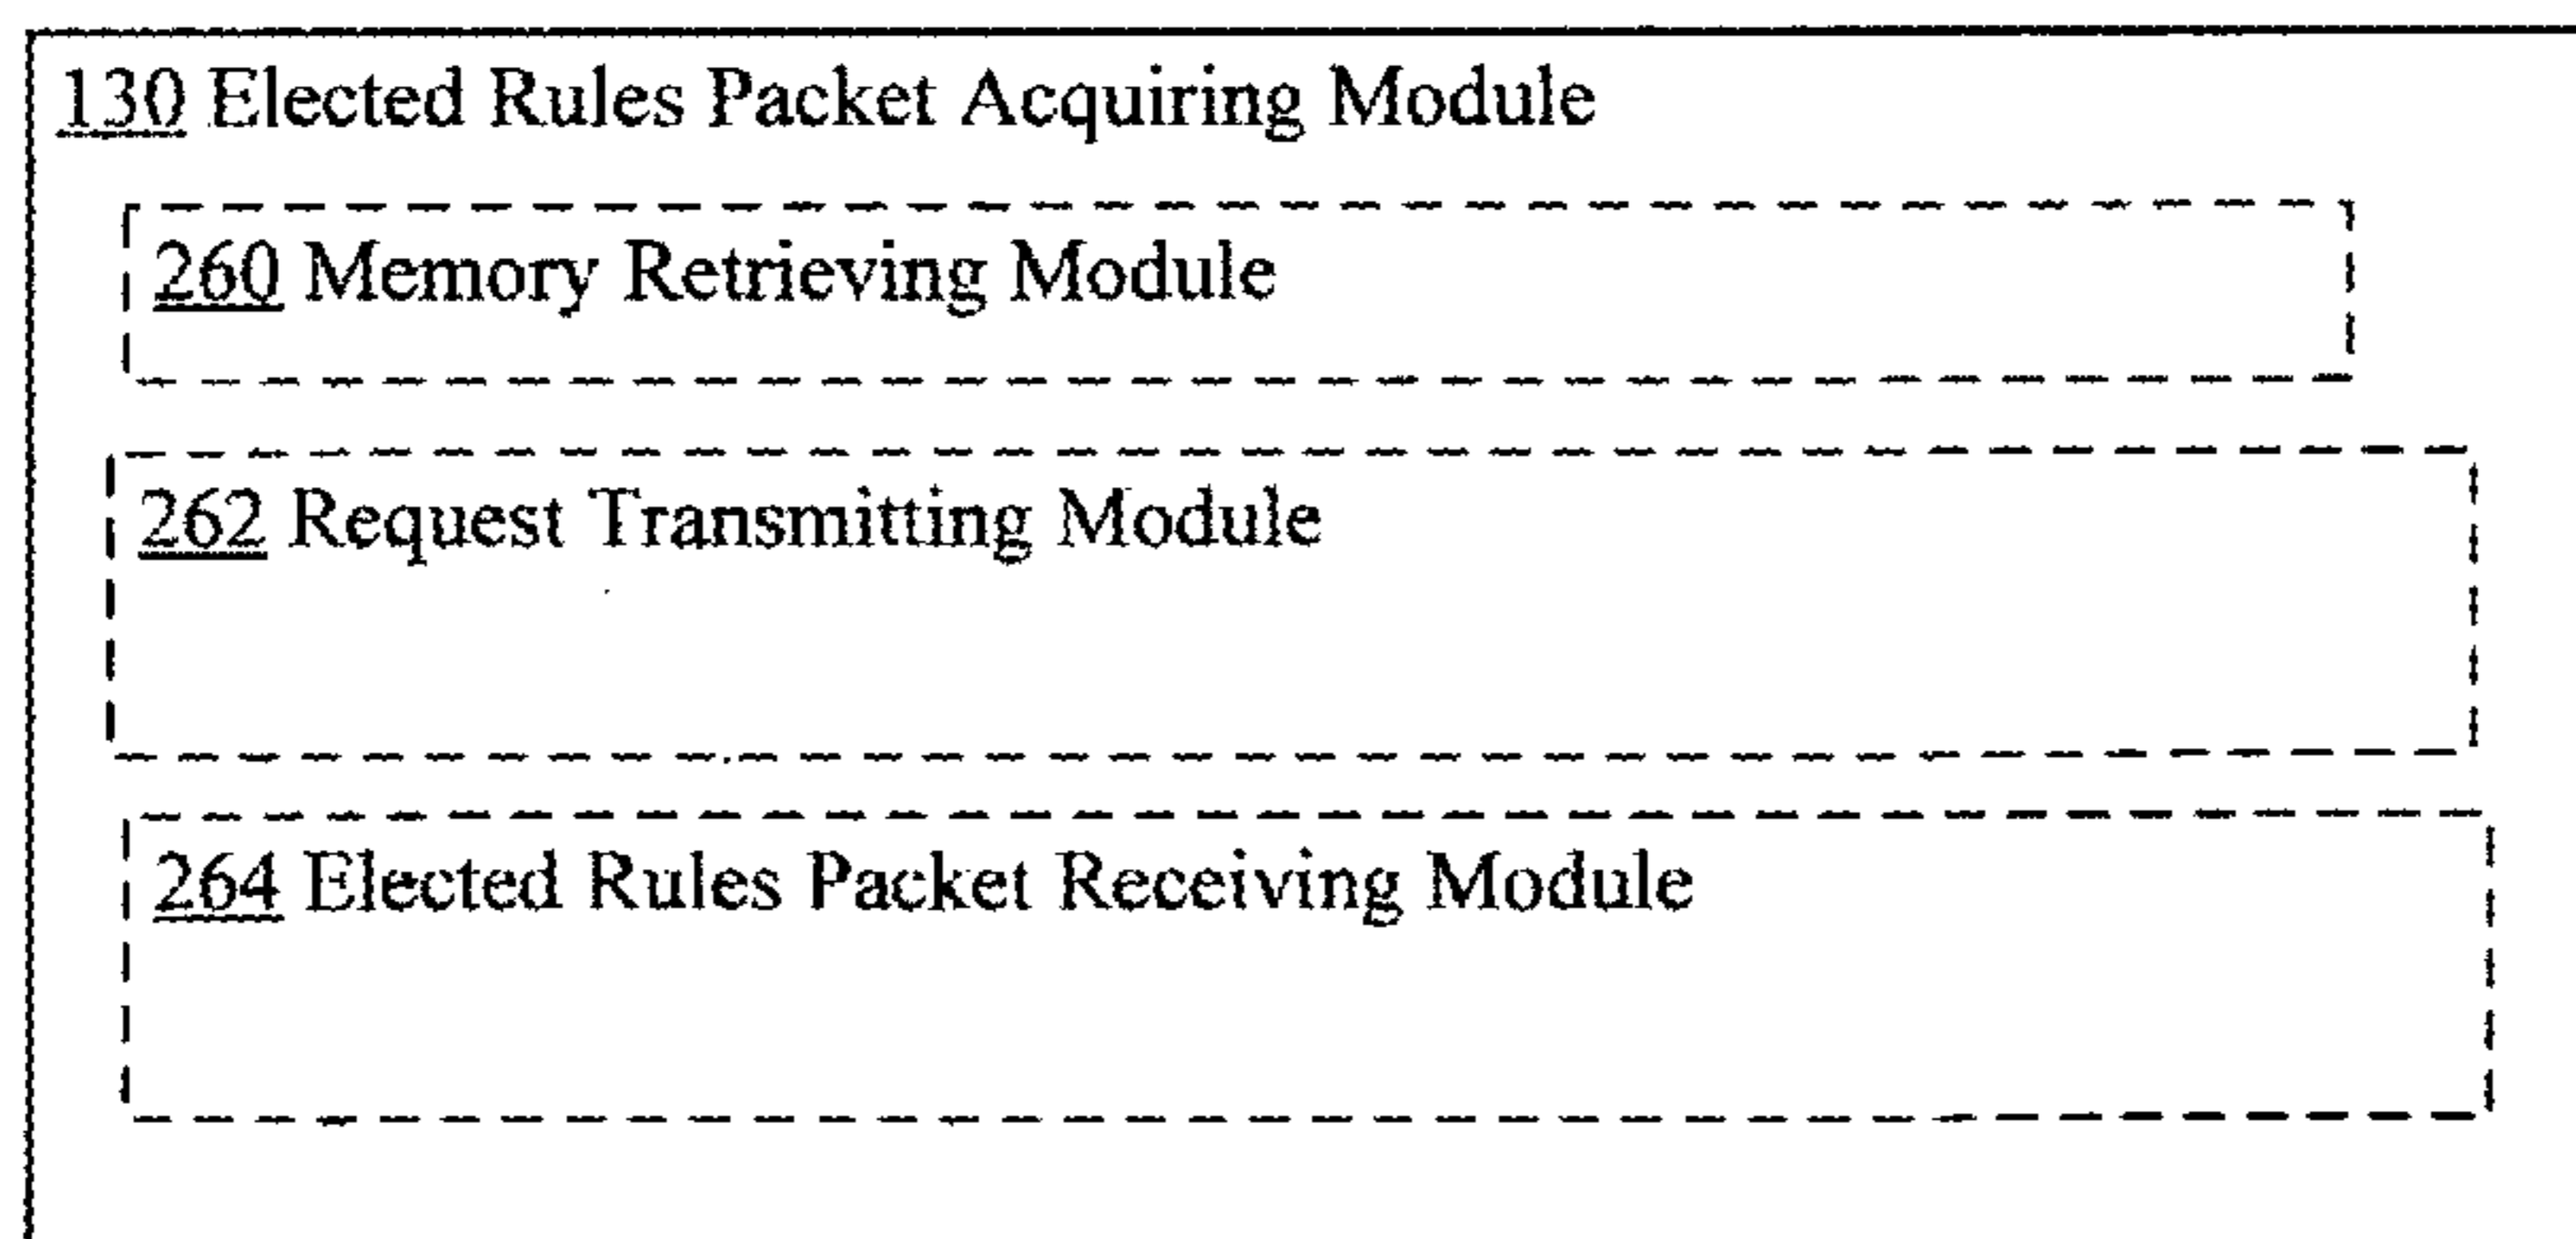 130 Elected Rules Packet Acquiring Module
260 Memory Retrieving Module
262 Request Transmitting Module
264 Elected Rules Packet Receiving Module